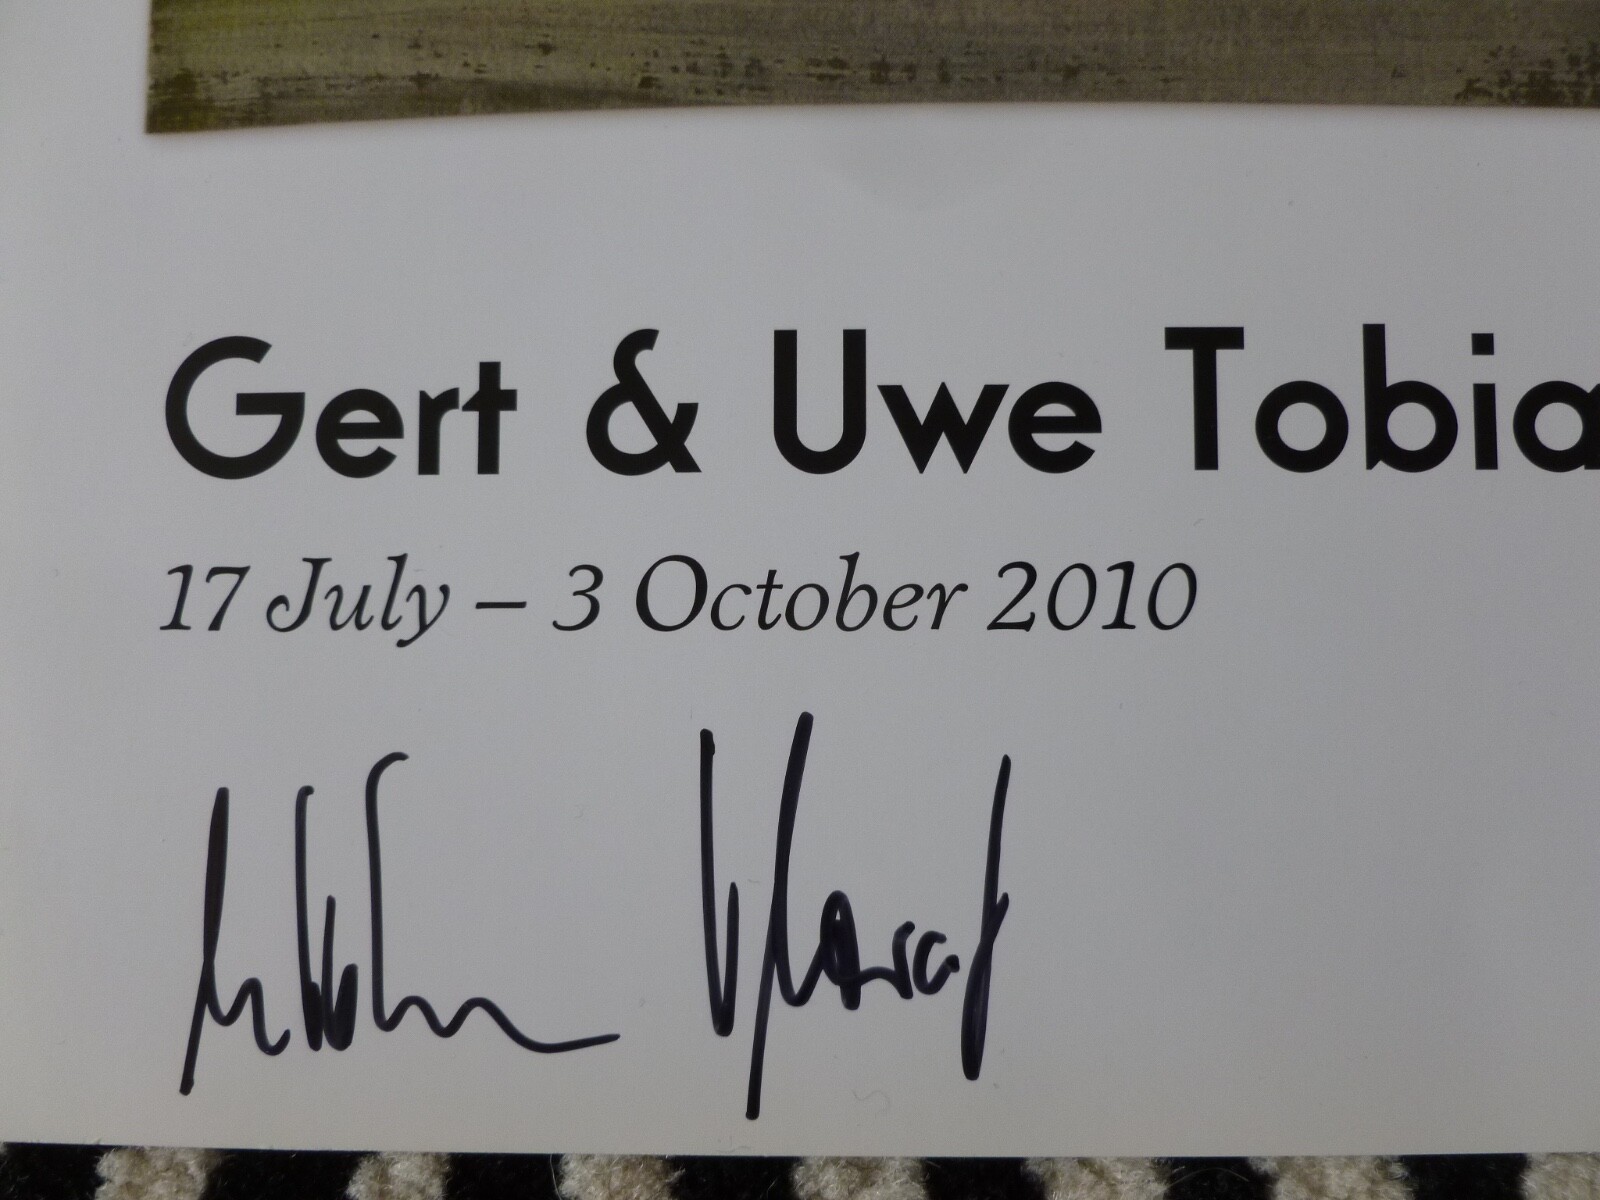 Gert & Uwe Tobia
17 July – 3 October 2010